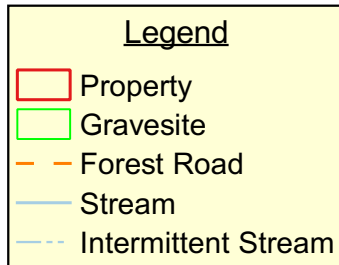 Legend
Property
Gravesite
Forest Road
Stream
Intermittent Stream